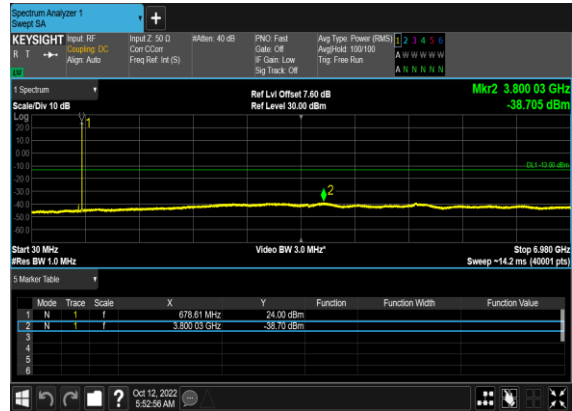 Spectrum Analyzer 1
Swept SA
KEYSIGHT Input: RF Input Z: 50 Ω #Atten: 40 dB PNO: Fast Avg Type: Power (RMS) 1 2 3 4 5 6
R T Coupling: DC Corr CCorr Gate: Off Avg|Hold: 100/100 A W W W W W
Align: Auto Freq Ref: Int (S) IF Gain: Low Trig: Free Run
LW Sig Track: Off A N N N N N
1 Spectrum Ref Lvl Offset 7.60 dB Mkr2 3.800 03 GHz
Scale/Div 10 dB Ref Level 30.00 dBm -38.705 dBm
Log
20.0
1
10.0
0.00
-10.0
DL1 -13.00 dBm
-20.0
-30.0
2
-40.0
-50.0
-60.0
Start 30 MHz Video BW 3.0 MHz* Stop 6.980 GHz
#Res BW 1.0 MHz Sweep ~14.2 ms (40001 pts)
5 Marker Table
Mode Trace Scale X Y Function Function Width Function Value
1 N 1 f 678.61 MHz 24.00 dBm
2 N 1 f 3.800 03 GHz -38.70 dBm
3
4
5
6
? Oct 12, 2022
5:52:56 AM